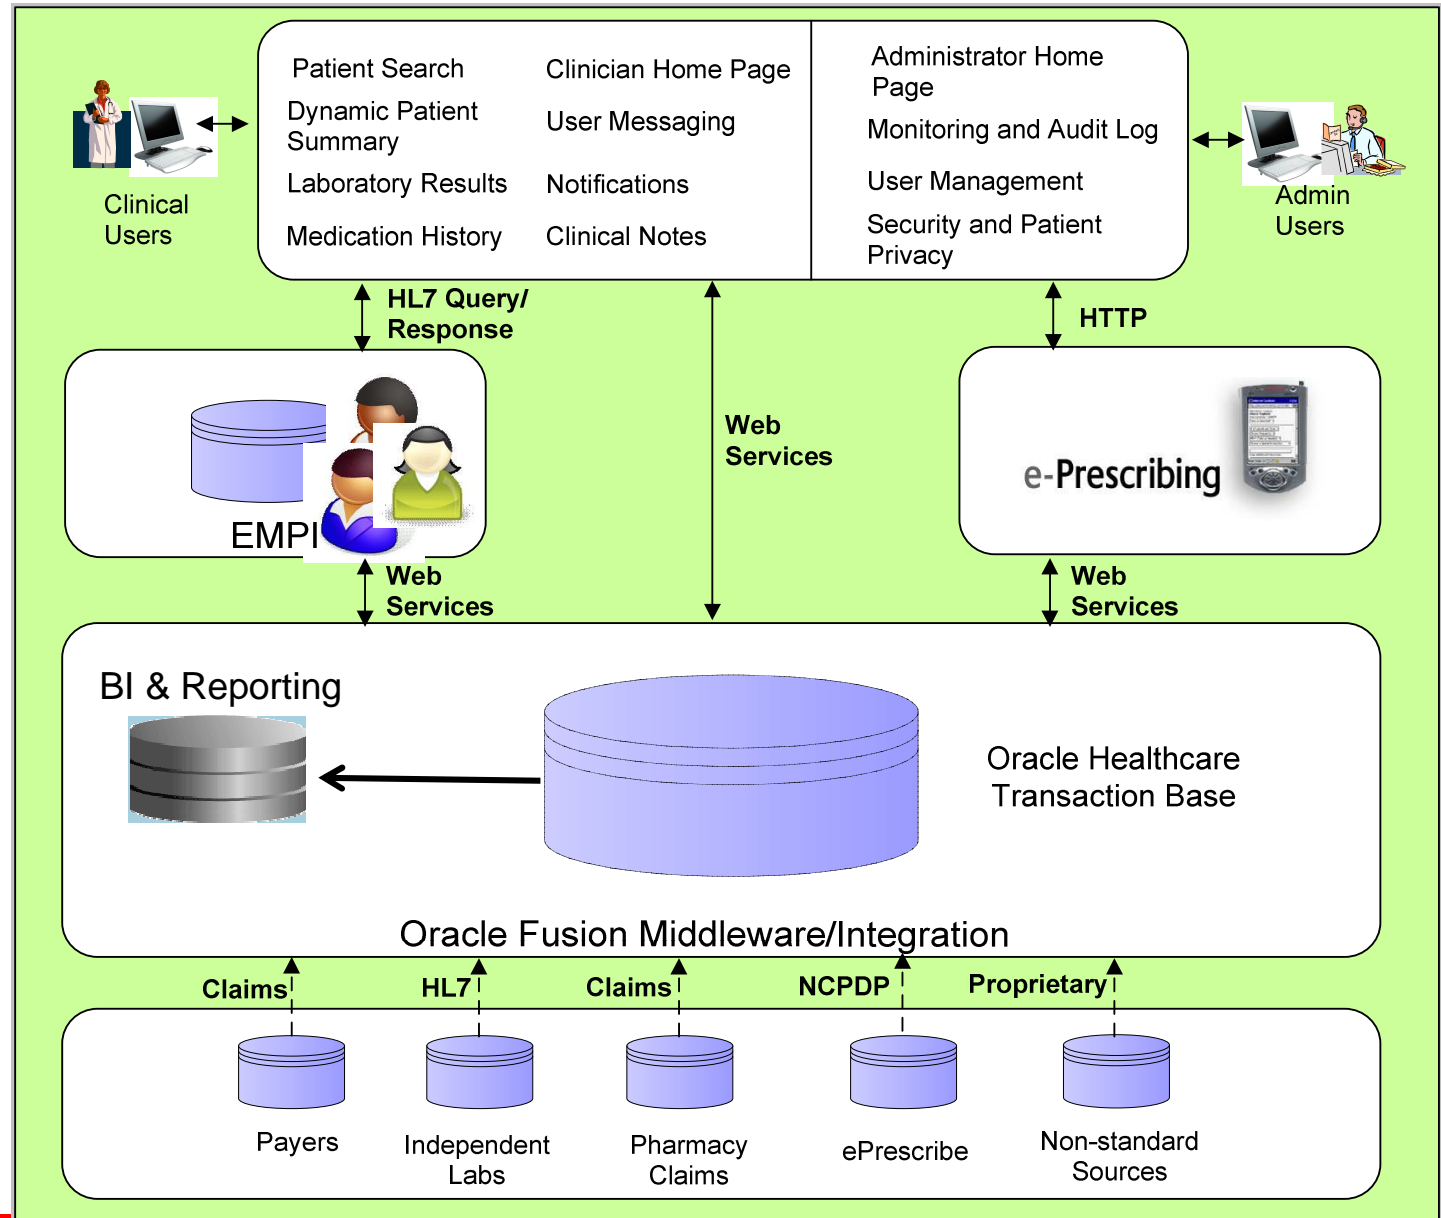 Patient Search
Dynamic Patient
Summary
Laboratory Results
Medication History
Clinician Home Page
User Messaging
Notifications
Clinical Notes
Administrator Home
Page
Monitoring and Audit Log
User Management
Security and Patient
Privacy
Clinical
Users
Admin
Users
HL7 Query/
Response
HTTP
Web
Services
EMPI
e-Prescribing
Web
Services
Web
Services
BI & Reporting
Oracle Healthcare
Transaction Base
Oracle Fusion Middleware/Integration
Claims
HL7
Claims
NCPDP
Proprietary
Payers
Independent
Labs
Pharmacy
Claims
ePrescribe
Non-standard
Sources